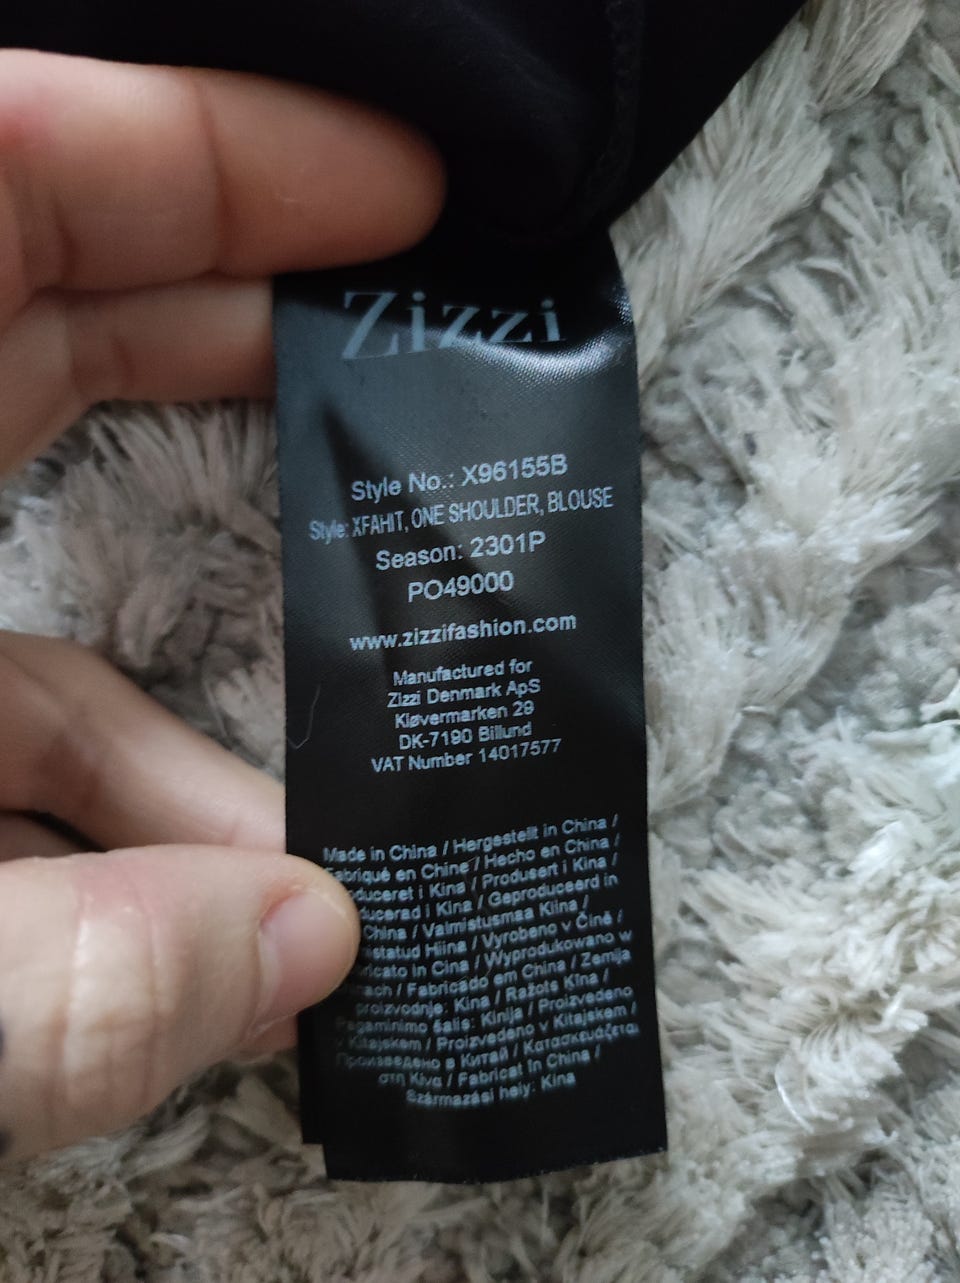 Zizzi
Style No.: X96155B
Style: XFAHIT, ONE SHOULDER, BLOUSE
Season: 2301P
PO49000
www.zizzifashion.com
Manufactured for
Zizzi Denmark ApS
Kløvermarken 29
DK-7190 Billund
VAT Number 14017577
Made in China / Hergestellt in China /
Fabriqué en Chine / Hecho en China /
i Kina / Produsert i Kina /
i Kina / Geproduceerd in
China / Valmistusmaa Kiina /
Hiina / Vyrobeno v Číně /
in Cina / Wyprodukowano w
/ Fabricado em China / Zemlja
proizvodnje: Kina / Ražots Ķīna /
Pagaminimo šalis: Kinija / Proizvedeno
v Kitajskem / Proizvedeno v Kitajskem /
Произведено в Китай / Κατασκευάζεται
στη Κίνα / Fabricat în China /
Származási hely: Kína